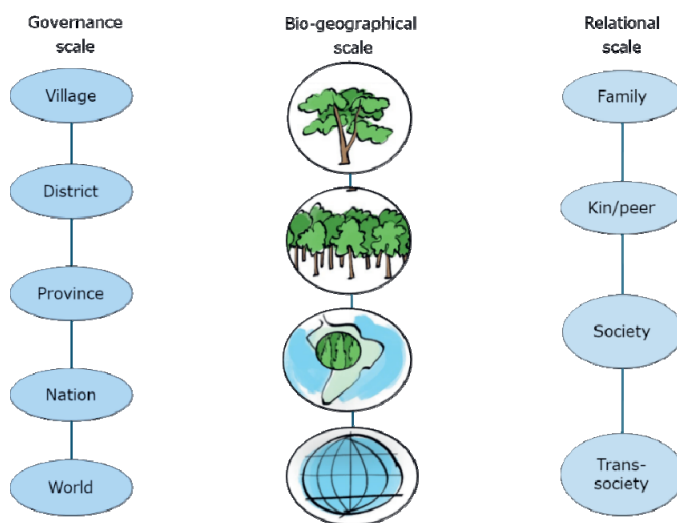 Governance
scale
Bio-geographical
scale
Relational
scale
Village
District
Province
Nation
World
Family
Kin/peer
Society
Trans-
society